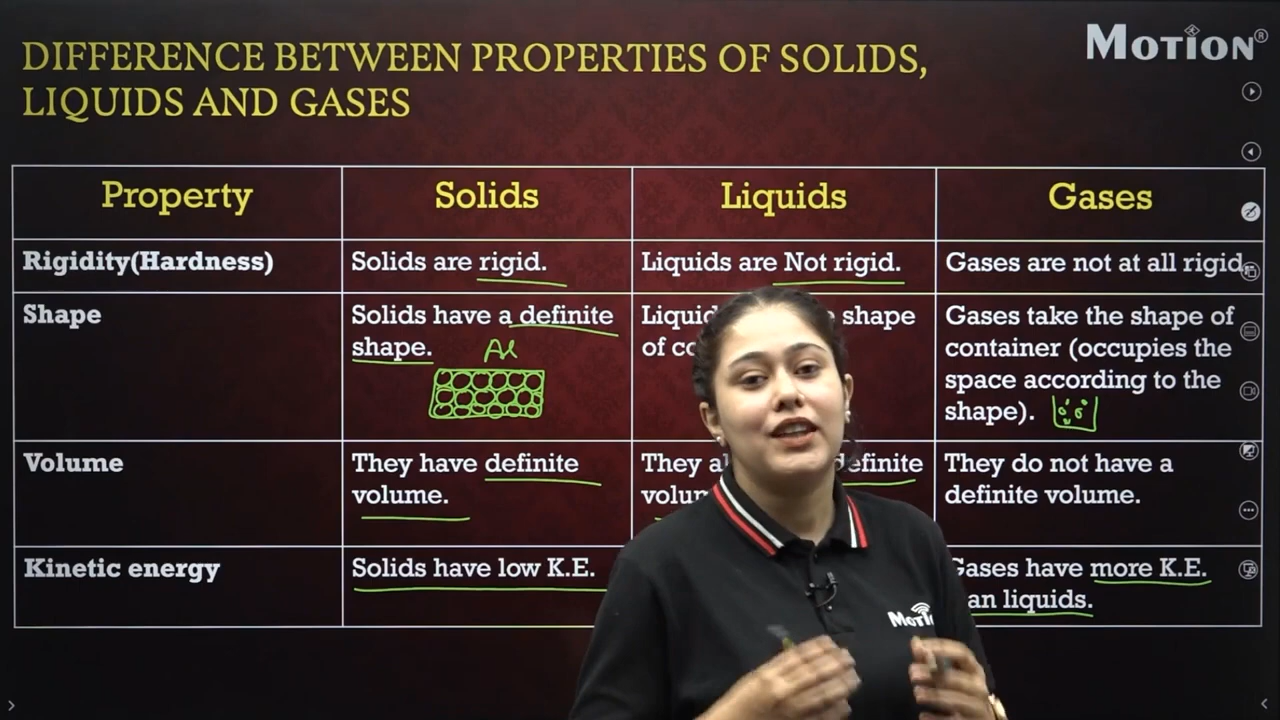 MOTION®
DIFFERENCE BETWEEN PROPERTIES OF SOLIDS,
LIQUIDS AND GASES
Property
Solids
Liquids
Gases
Rigidity(Hardness)
Solids are rigid.
Liquids are Not rigid.
Gases are not at all rigid
Shape
Solids have a definite
shape.
Al
shape
of
Gases take the shape of
container (occupies the
space according to the
shape).
Volume
They have definite
volume.
They
definite
They do not have a
definite volume.
Kinetic energy
Solids have low K.E.
Gases have more K.E.
liquids.